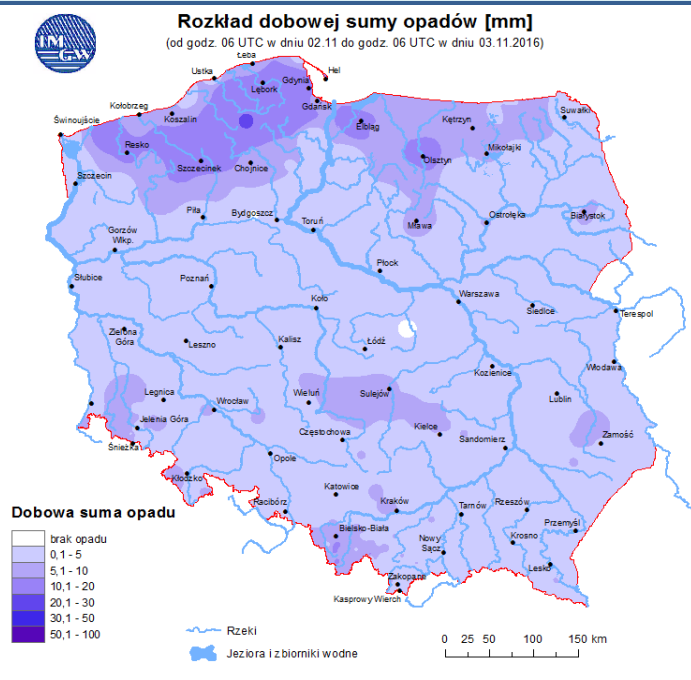 Rozkład dobowej sumy opadów [mm]
(od godz. 06 UTC w dniu 02.11 do godz. 06 UTC w dniu 03.11.2016)
IM
GW
Łeba
Ustka
Hel
Gdynia
Lębork
Gdańsk
Kołobrzeg
Koszalin
Świnoujście
Elbląg
Kętrzyn
Suwałki
Resko
Mikołajki
Olsztyn
Szczecinek
Chojnice
Szczecin
Piła
Bydgoszcz
Toruń
Mława
Ostrołęka
Białystok
Gorzów
Wlkp.
Płock
Słubice
Poznań
Koło
Warszawa
Siedlce
Terespol
Zielona
Góra
Leszno
Kalisz
Łódź
Kozienice
Włodawa
Legnica
Wrocław
Wieluń
Sulejów
Lublin
Jelenia Góra
Częstochowa
Kielce
Sandomierz
Zamość
Śnieżka
Opole
Kłodzko
Katowice
Racibórz
Kraków
Tarnów
Rzeszów
Bielsko-Biała
Nowy
Sącz
Krosno
Przemyśl
Lesko
Zakopane
Kasprowy Wierch
Dobowa suma opadu
brak opadu
0,1 - 5
5,1 - 10
10,1 - 20
20,1 - 30
30,1 - 50
50,1 - 100
Rzeki
Jeziora i zbiorniki wodne
0 25 50 100 150 km